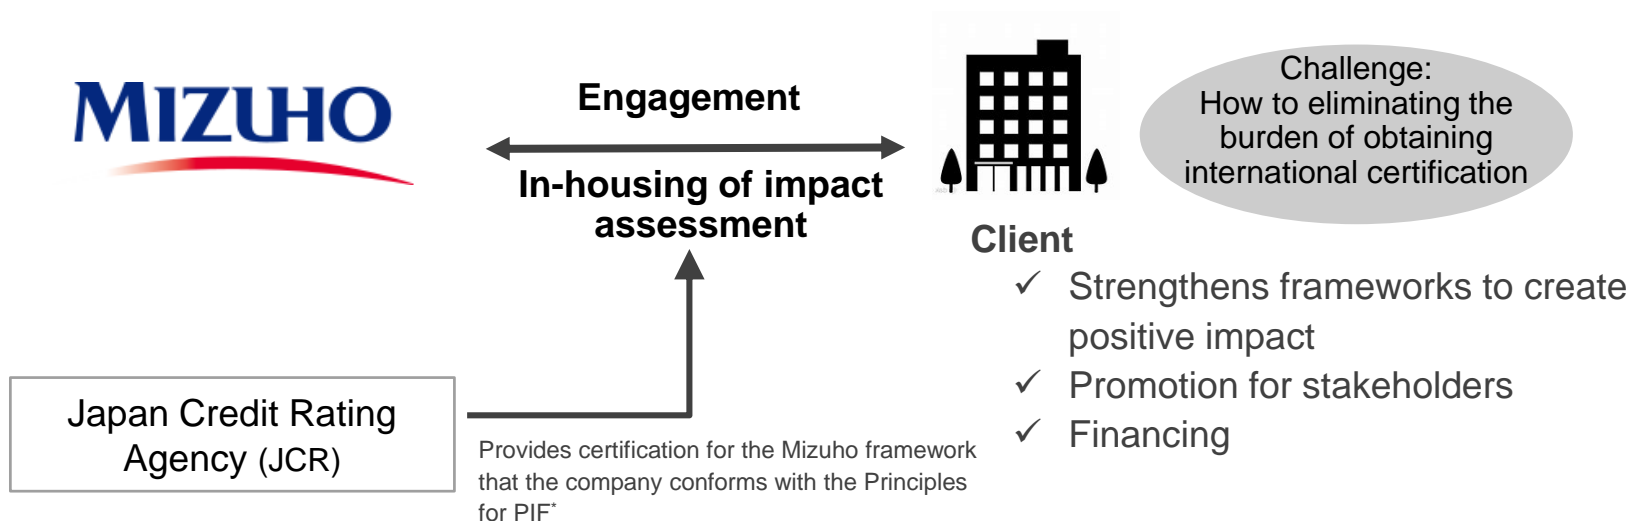 MIZUHO
Engagement
In-housing of impact
assessment
Challenge:
How to eliminating the
burden of obtaining
international certification
Client
✓ Strengthens frameworks to create
positive impact
✓ Promotion for stakeholders
✓ Financing
Japan Credit Rating
Agency (JCR)
Provides certification for the Mizuho framework
that the company conforms with the Principles
for PIF*